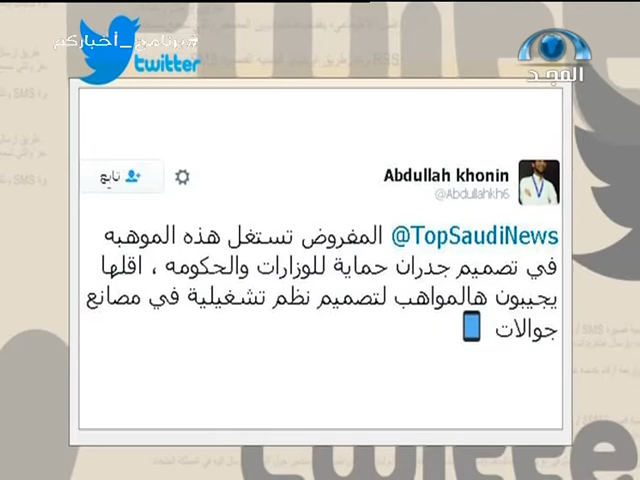 #برنامج_أخباركم
twitter
المجد
Abdullah khonin
@Abdullahkh6
تابع
@TopSaudiNews المفروض تستغل هذه الموهبه
في تصميم جدران حماية للوزارات والحكومه ، اقلها
يجيبون هالمواهب لتصميم نظم تشغيلية في مصانع
جوالات
twitte